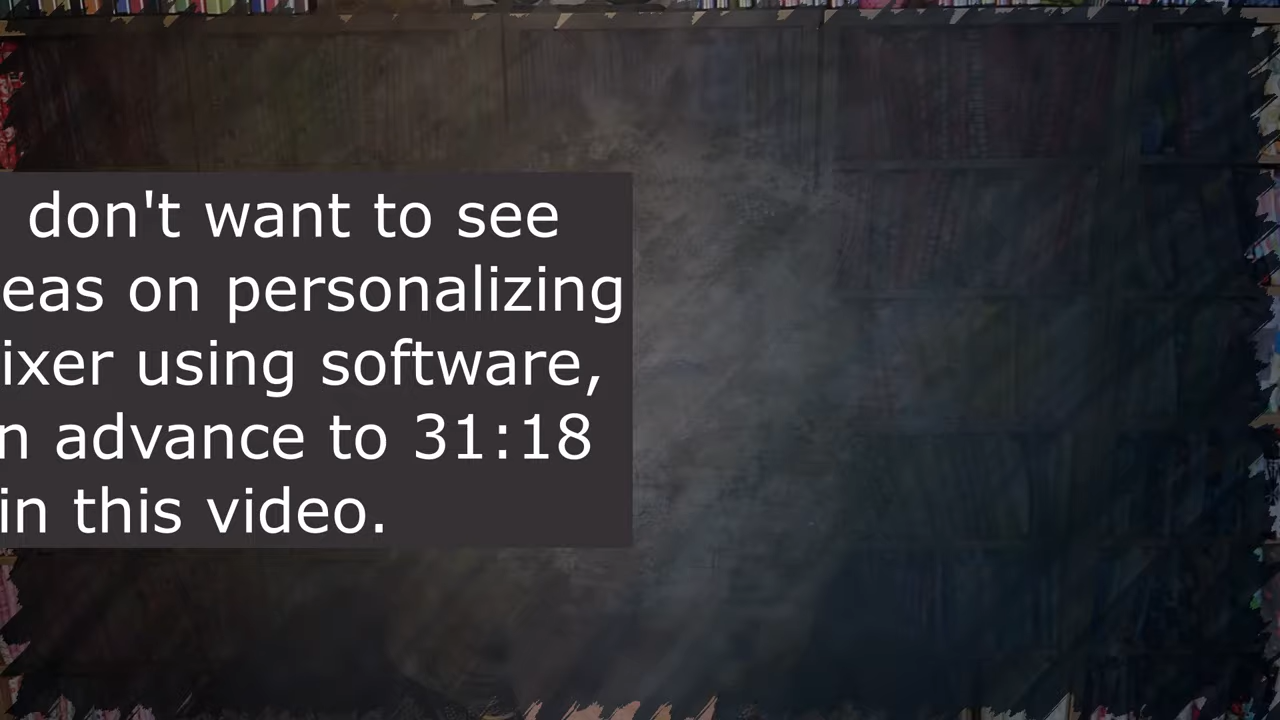 don't want to see
eas on personalizing
ixer using software,
n advance to 31:18
in this video.